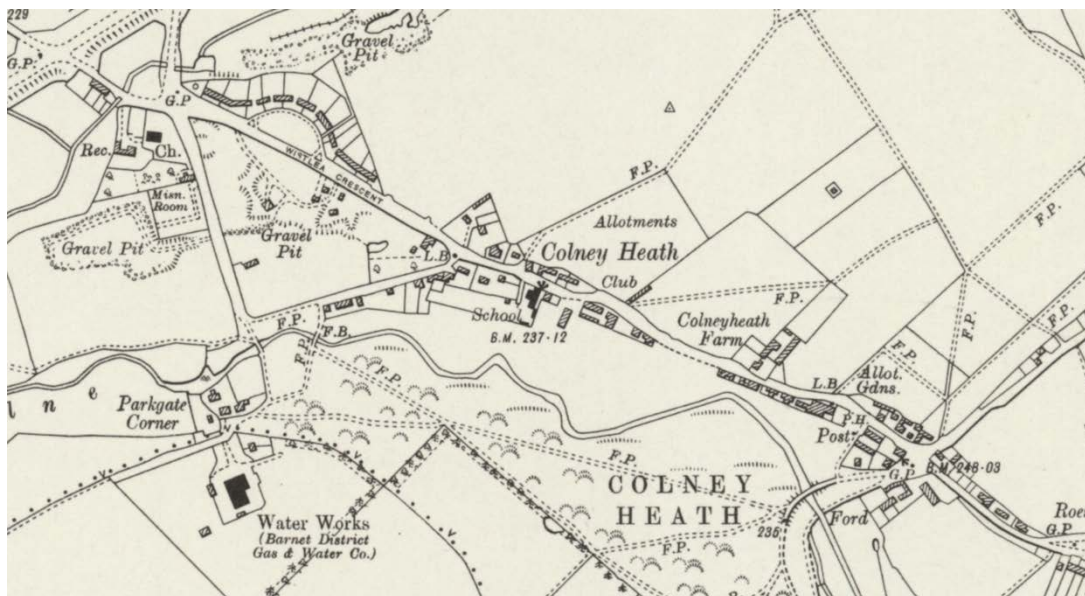 229
G.P.
Gravel
Pit
G.P
Rec.
Ch.
Misn.
Room
Gravel Pit
WISTLEA CRESCENT
Gravel
Pit
L.B
F.P.
Allotments
Colney Heath
Club
F.P.
F.P.
School
B.M. 237·12
Colneyheath
Farm
F.P.
F.P.
F.P.
F.P.
F.B.
F.P.
F.P.
L.B
Allot.
Gdns.
l n e
Parkgate
Corner
P.H.
Post
F.P.
B.M. 248·03
G.P
COLNEY
HEATH
235
Ford
F.P.
Water Works
(Barnet District
Gas & Water Co.)
Roe
G.P